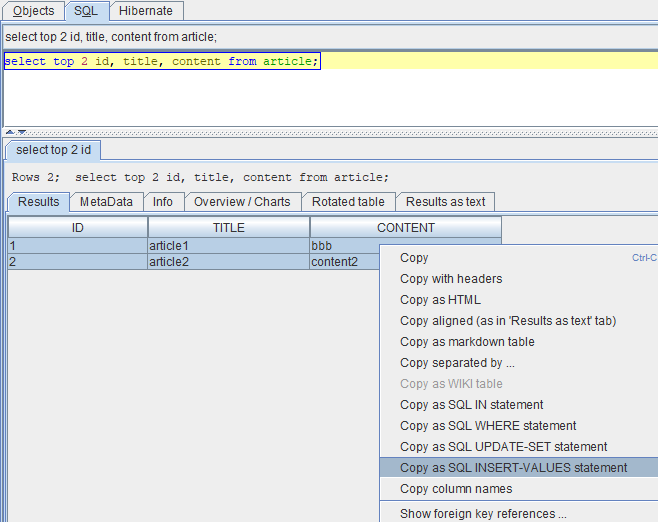 Objects SQL Hibernate
select top 2 id, title, content from article;
select top 2 id, title, content from article;
select top 2 id
Rows 2; select top 2 id, title, content from article;
Results MetaData Info Overview / Charts Rotated table Results as text
ID TITLE CONTENT
1 article1 bbb
2 article2 content2
Copy Ctrl-C
Copy with headers
Copy as HTML
Copy aligned (as in 'Results as text' tab)
Copy as markdown table
Copy separated by ...
Copy as WIKI table
Copy as SQL IN statement
Copy as SQL WHERE statement
Copy as SQL UPDATE-SET statement
Copy as SQL INSERT-VALUES statement
Copy column names
Show foreign key references ...